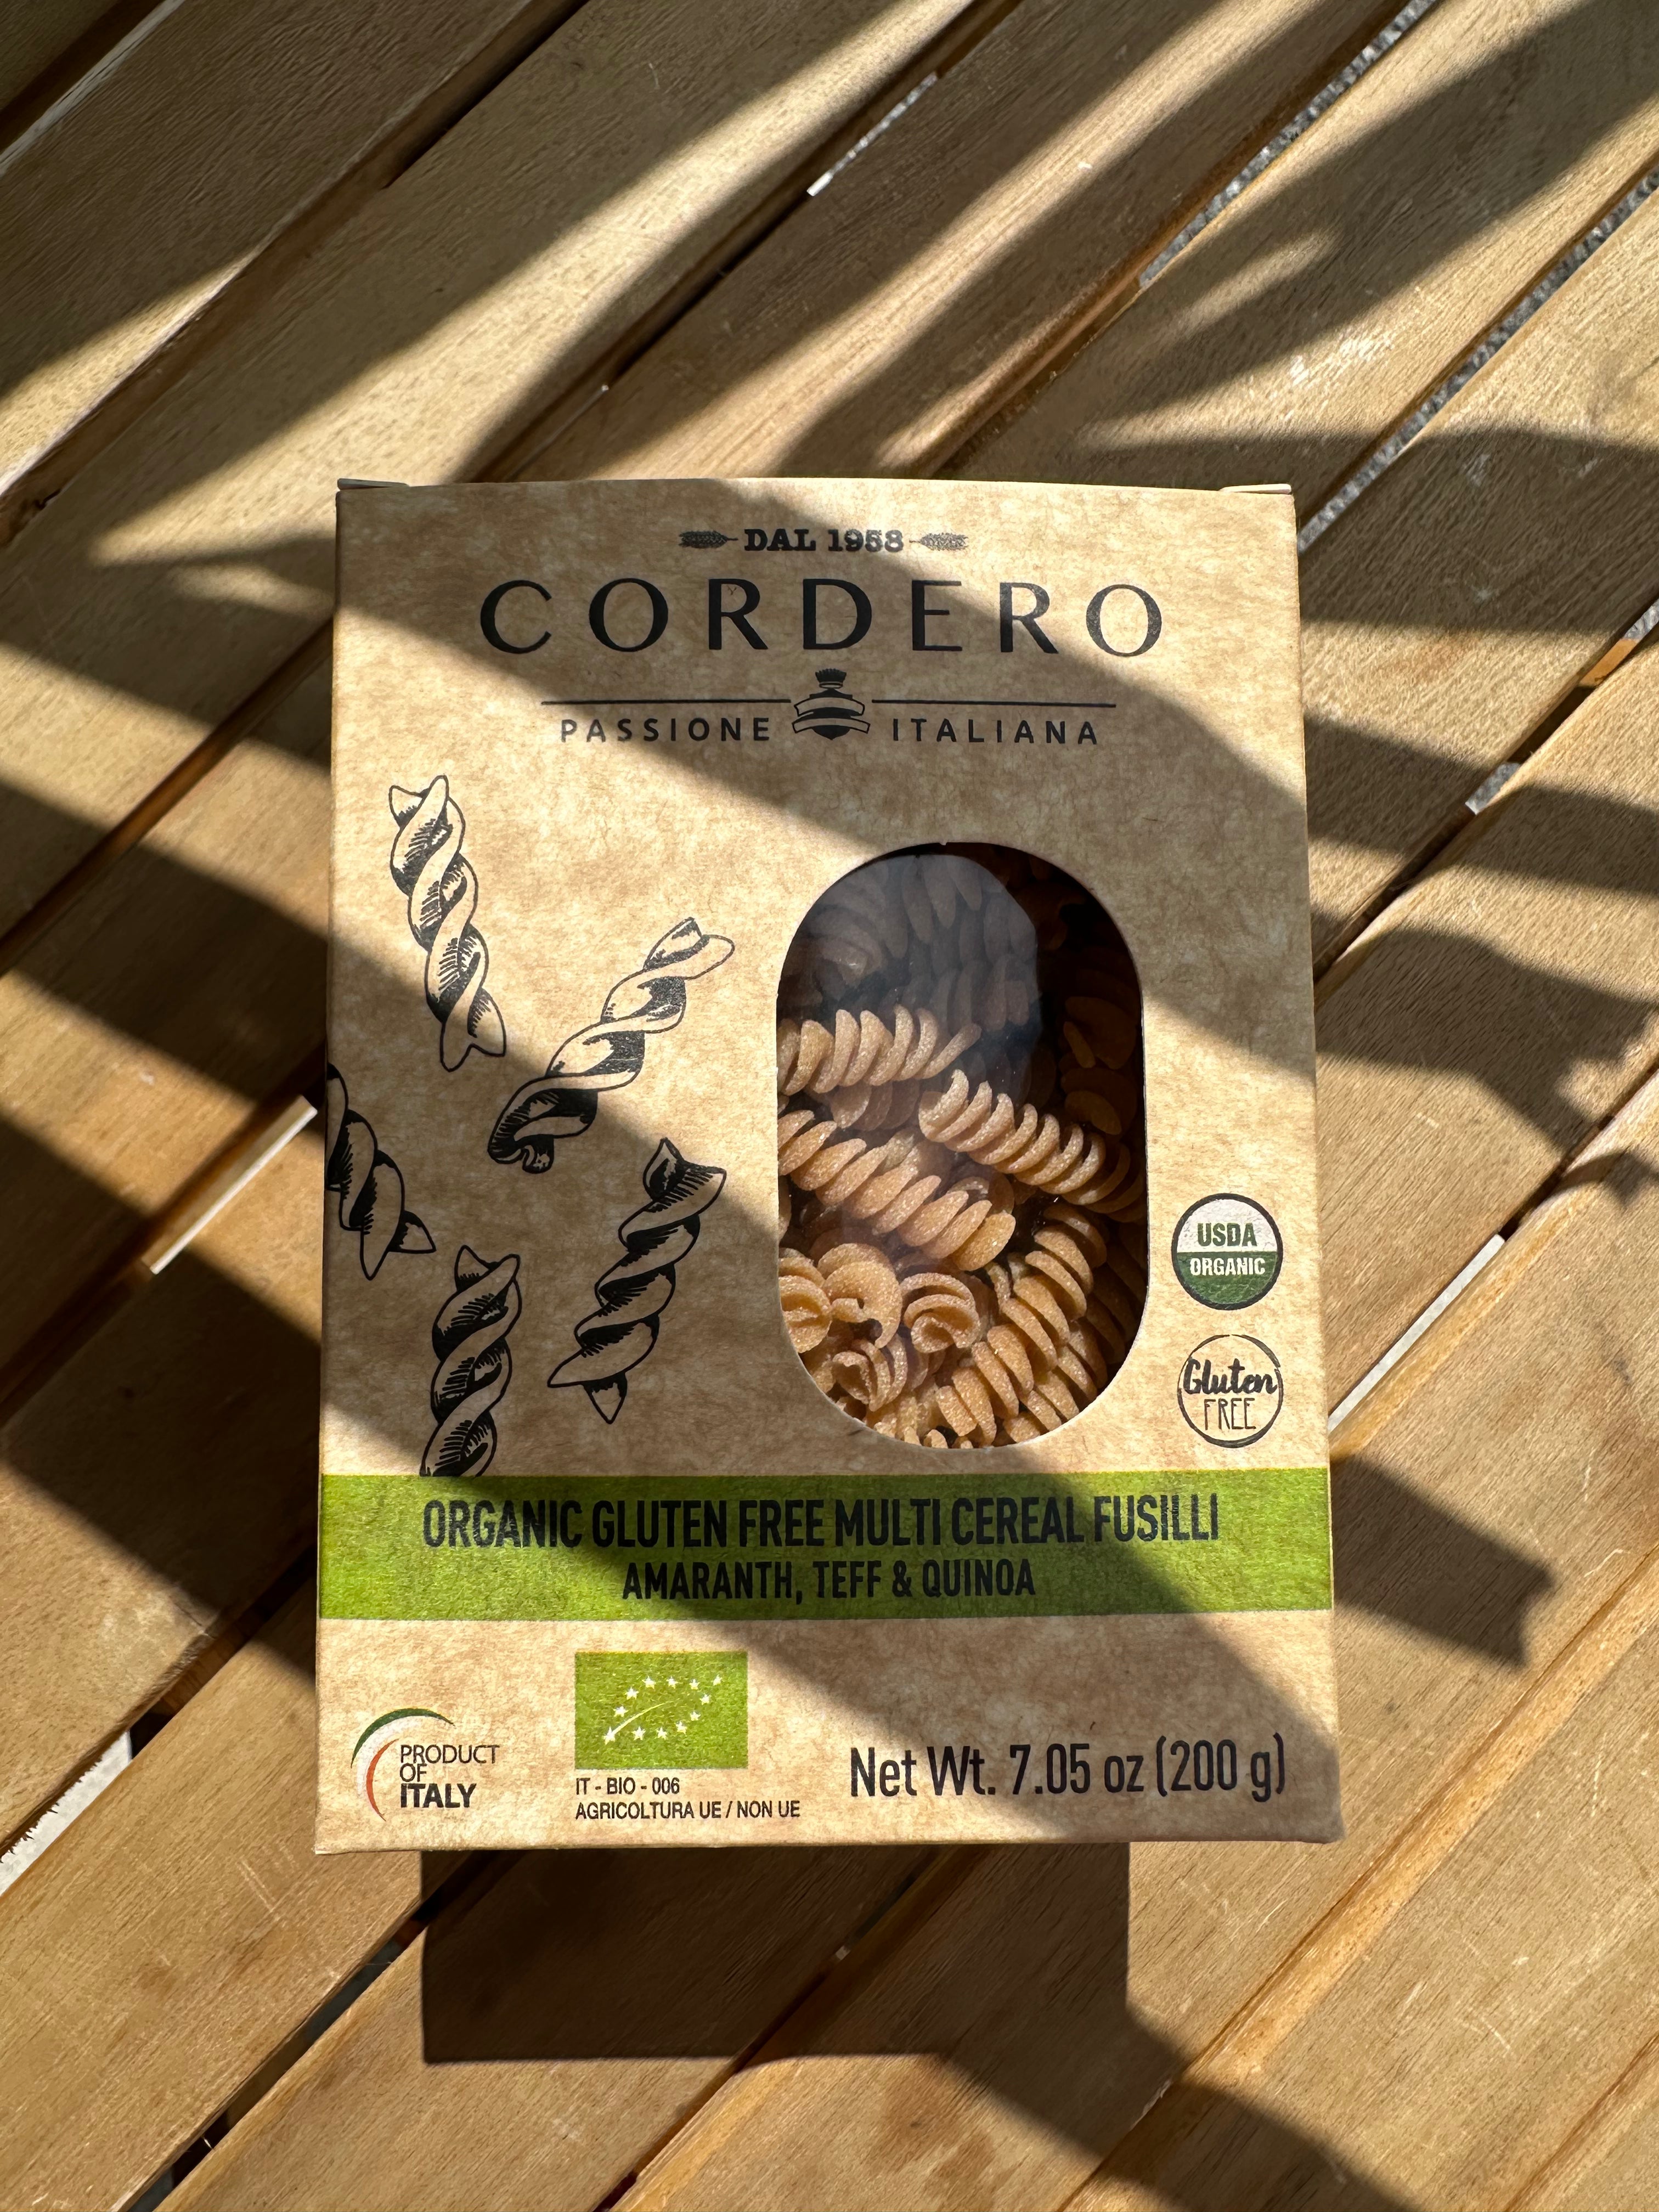 DAL 1958
CORDERO
PASSIONE ITALIANA
USDA
ORGANIC
Gluten
FREE
ORGANIC GLUTEN FREE MULTI CEREAL FUSILLI
AMARANTH, TEFF & QUINOA
PRODUCT
OF
ITALY
IT - BIO - 006
AGRICOLTURA UE / NON UE
Net Wt. 7.05 oz (200 g)